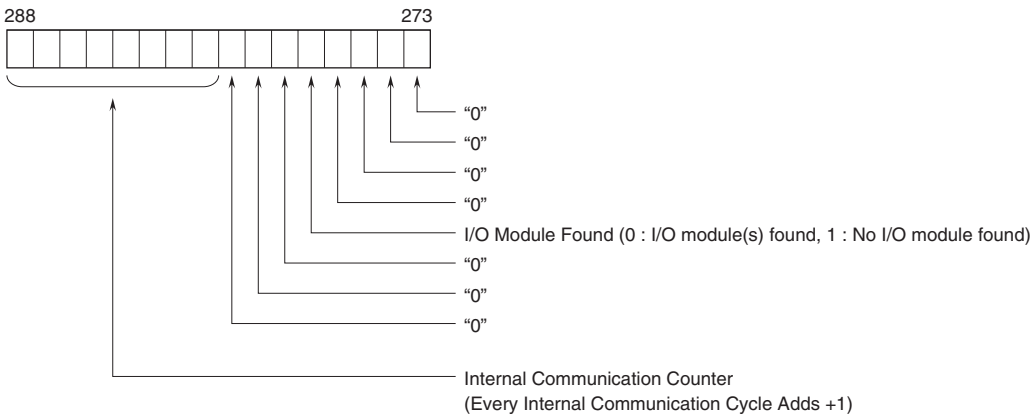 288 273
“0”
“0”
“0”
“0”
I/O Module Found (0 : I/O module(s) found, 1 : No I/O module found)
“0”
“0”
“0”
Internal Communication Counter
(Every Internal Communication Cycle Adds +1)